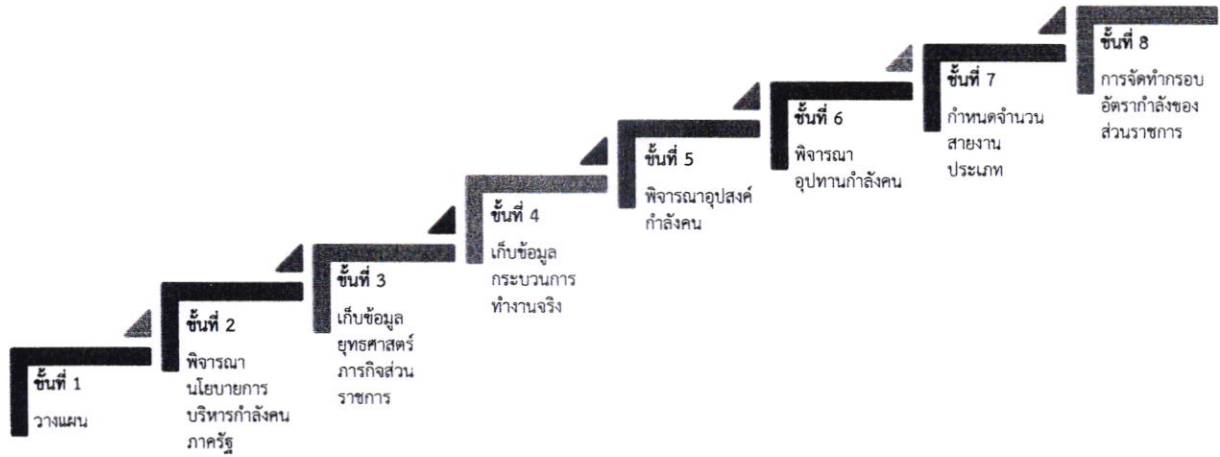 ขั้นที่ 1
วางแผน
ขั้นที่ 2
พิจารณา
นโยบายการ
บริหารกำลังคน
ภาครัฐ
ขั้นที่ 3
เก็บข้อมูล
ยุทธศาสตร์
ภารกิจส่วน
ราชการ
ขั้นที่ 4
เก็บข้อมูล
กระบวนการ
ทำงานจริง
ขั้นที่ 5
พิจารณาอุปสงค์
กำลังคน
ขั้นที่ 6
พิจารณา
อุปทานกำลังคน
ขั้นที่ 7
กำหนดจำนวน
สายงาน
ประเภท
ขั้นที่ 8
การจัดทำกรอบ
อัตรากำลังของ
ส่วนราชการ